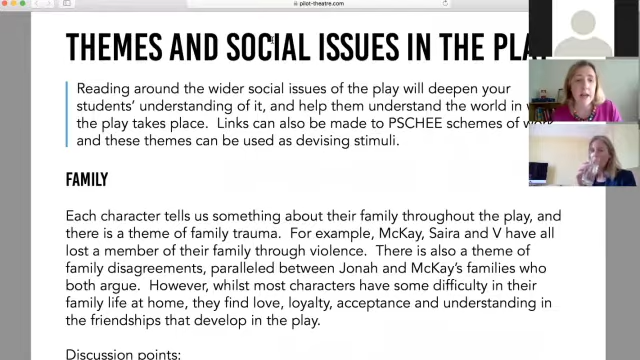 pilot-theatre.com
THEMES AND SOCIAL ISSUES IN THE
Reading around the wider social issues of the play will deepen your
students' understanding of it, and help them understand the world in
the play takes place. Links can also be made to PSCHEE schemes of
and these themes can be used as devising stimuli.
FAMILY
Each character tells us something about their family throughout the play, and
there is a theme of family trauma. For example, McKay, Saira and V have all
lost a member of their family through violence. There is also a theme of
family disagreements, paralleled between Jonah and McKay's families who
both argue. However, whilst most characters have some difficulty in their
family life at home, they find love, loyalty, acceptance and understanding in
the friendships that develop in the play.
Discussion points: